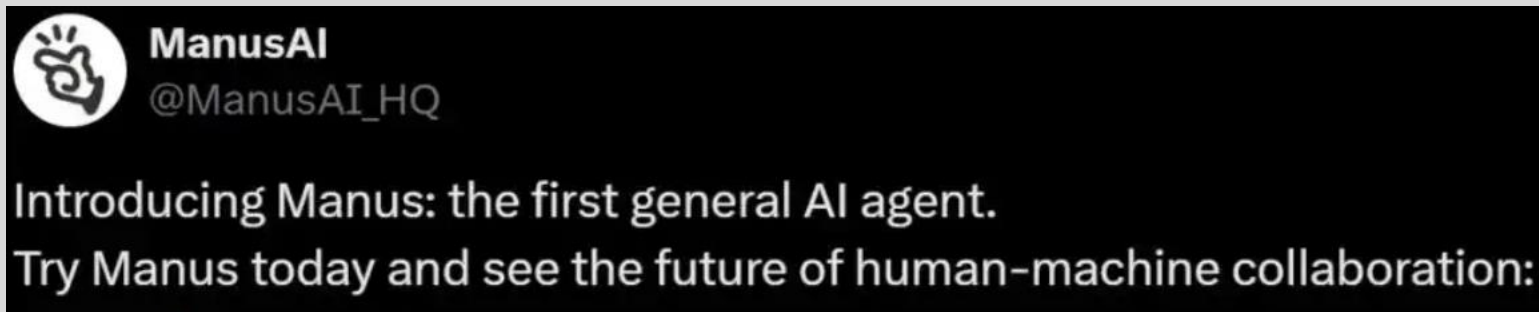 ManusAI
@ManusAI_HQ
Introducing Manus: the first general AI agent.
Try Manus today and see the future of human-machine collaboration: